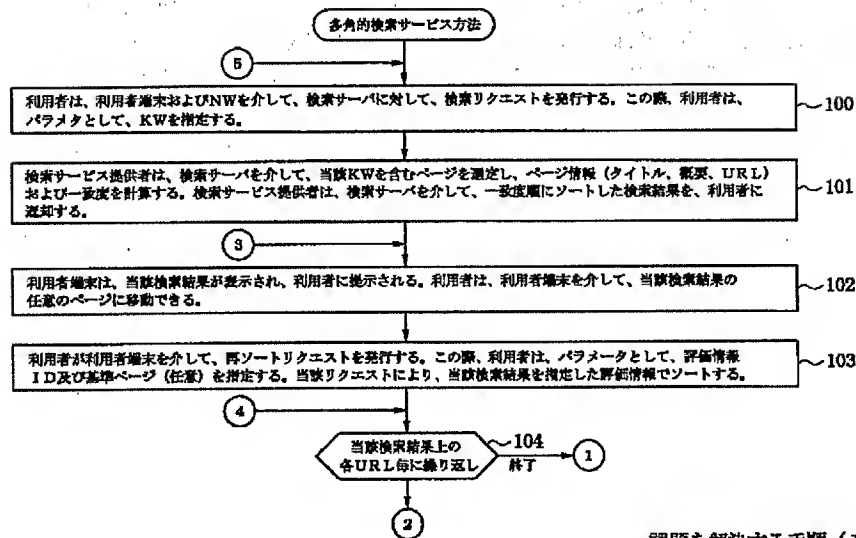 多角的検索サービス方法
5
利用者は、利用者端末およびNWを介して、検索サーバに対して、検索リクエストを発行する。この際、利用者は、
パラメタとして、KWを指定する。
100
検索サービス提供者は、検索サーバを介して、当該KWを含むページを選定し、ページ情報（タイトル、概要、URL）
および一致度を計算する。検索サービス提供者は、検索サーバを介して、一致度順にソートした検索結果を、利用者に
返却する。
101
3
利用者端末は、当該検索結果が表示され、利用者に提示される。利用者は、利用者端末を介して、当該検索結果の
任意のページに移動できる。
102
利用者が利用者端末を介して、再ソートリクエストを発行する。この際、利用者は、パラメータとして、評価情報
ID及び基準ページ（任意）を指定する。当該リクエストにより、当該検索結果を指定した評価情報でソートする。
103
4
当該検索結果上の
各URL毎に繰り返し
104
終了
1
2